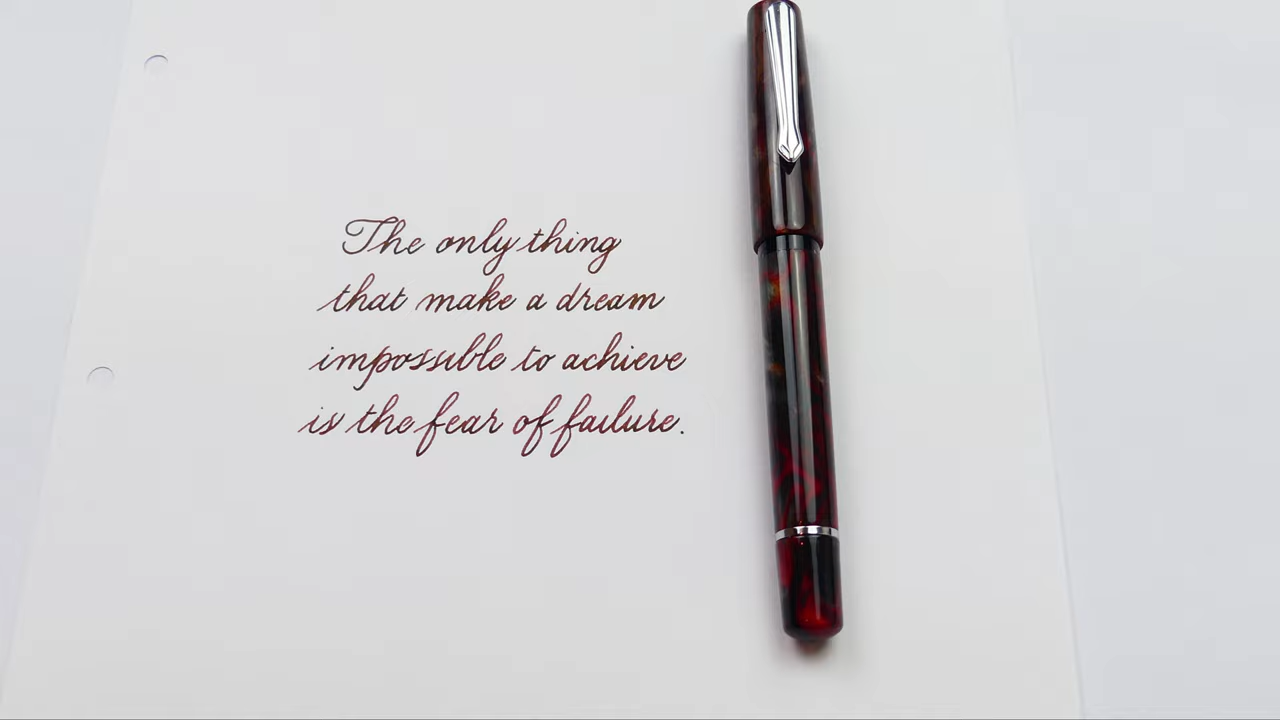 The only thing
that make a dream
impossible to achieve
is the fear of failure.